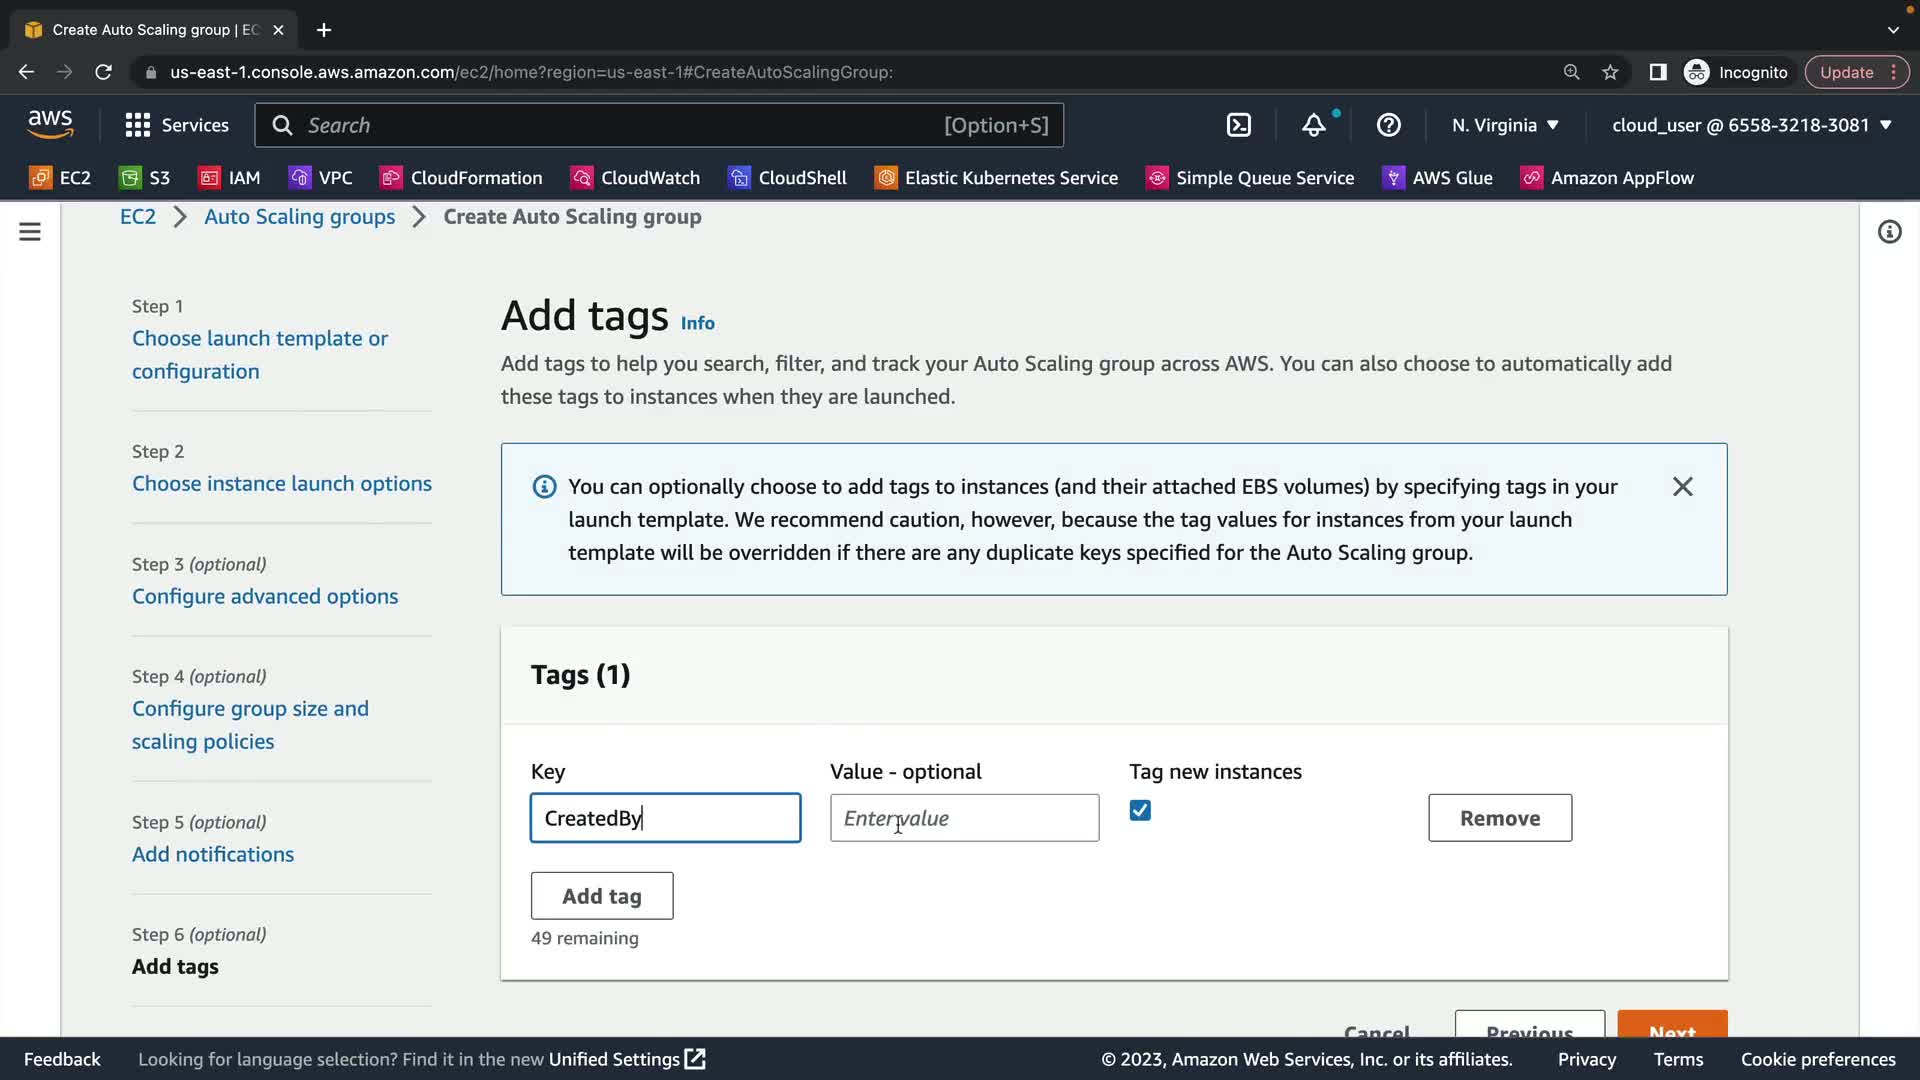 Create Auto Scaling group | EC
us-east-1.console.aws.amazon.com/ec2/home?region=us-east-1#CreateAutoScalingGroup:
Incognito
Update
aws
Services
Search
[Option+S]
N. Virginia
cloud_user @ 6558-3218-3081
EC2
S3
IAM
VPC
CloudFormation
CloudWatch
CloudShell
Elastic Kubernetes Service
Simple Queue Service
AWS Glue
Amazon AppFlow
EC2
Auto Scaling groups
Create Auto Scaling group
Step 1
Choose launch template or
configuration
Step 2
Choose instance launch options
Step 3 (optional)
Configure advanced options
Step 4 (optional)
Configure group size and
scaling policies
Step 5 (optional)
Add notifications
Step 6 (optional)
Add tags
Add tags Info
Add tags to help you search, filter, and track your Auto Scaling group across AWS. You can also choose to automatically add
these tags to instances when they are launched.
You can optionally choose to add tags to instances (and their attached EBS volumes) by specifying tags in your
launch template. We recommend caution, however, because the tag values for instances from your launch
template will be overridden if there are any duplicate keys specified for the Auto Scaling group.
Tags (1)
Key
Value - optional
Tag new instances
CreatedBy
Enter value
Remove
Add tag
49 remaining
Cancel
Previous
Next
Feedback
Looking for language selection? Find it in the new Unified Settings
© 2023, Amazon Web Services, Inc. or its affiliates.
Privacy
Terms
Cookie preferences